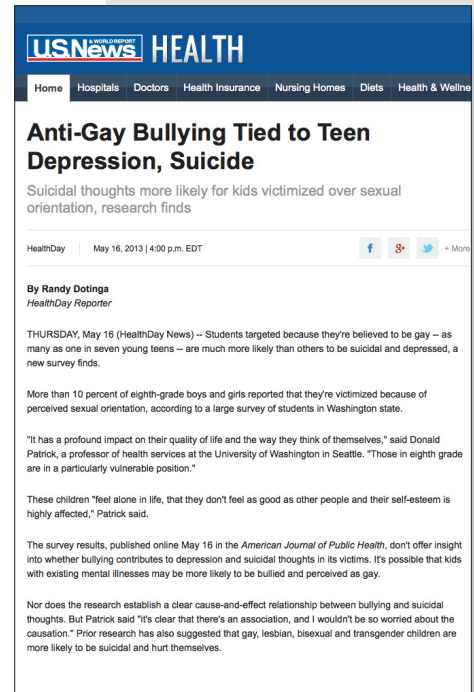 U.S.News & WORLD REPORT HEALTH
Home Hospitals Doctors Health Insurance Nursing Homes Diets Health & Wellne
Anti-Gay Bullying Tied to Teen
Depression, Suicide
Suicidal thoughts more likely for kids victimized over sexual
orientation, research finds
HealthDay May 16, 2013 | 4:00 p.m. EDT f g+ + More
By Randy Dotinga
HealthDay Reporter
THURSDAY, May 16 (HealthDay News) -- Students targeted because they're believed to be gay -- as
many as one in seven young teens -- are much more likely than others to be suicidal and depressed, a
new survey finds.
More than 10 percent of eighth-grade boys and girls reported that they're victimized because of
perceived sexual orientation, according to a large survey of students in Washington state.
"It has a profound impact on their quality of life and the way they think of themselves," said Donald
Patrick, a professor of health services at the University of Washington in Seattle. "Those in eighth grade
are in a particularly vulnerable position."
These children "feel alone in life, that they don't feel as good as other people and their self-esteem is
highly affected," Patrick said.
The survey results, published online May 16 in the American Journal of Public Health, don't offer insight
into whether bullying contributes to depression and suicidal thoughts in its victims. It's possible that kids
with existing mental illnesses may be more likely to be bullied and perceived as gay.
Nor does the research establish a clear cause-and-effect relationship between bullying and suicidal
thoughts. But Patrick said "it's clear that there's an association, and I wouldn't be so worried about the
causation." Prior research has also suggested that gay, lesbian, bisexual and transgender children are
more likely to be suicidal and hurt themselves.